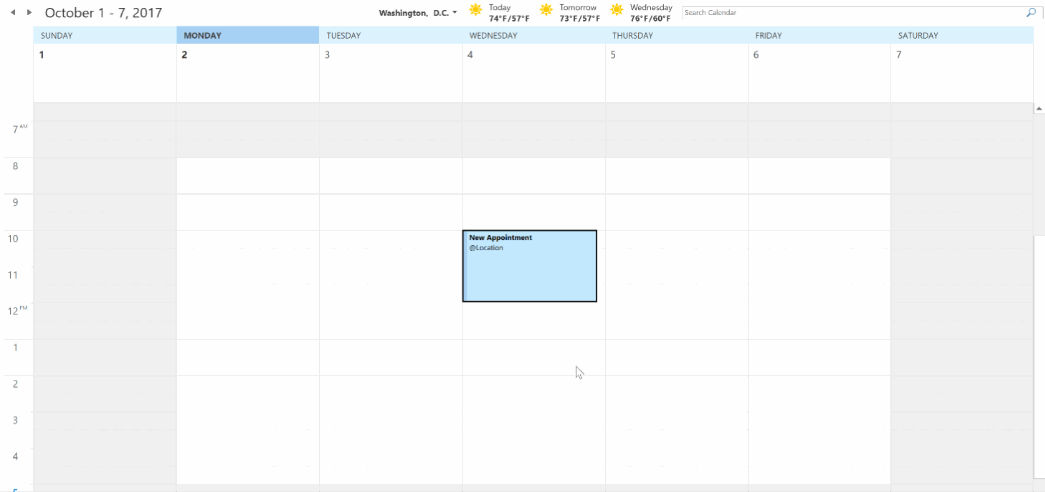 October 1 - 7, 2017
Washington, D.C.
Today
74°F/57°F
Tomorrow
73°F/57°F
Wednesday
76°F/60°F
Search Calendar
SUNDAY MONDAY TUESDAY WEDNESDAY THURSDAY FRIDAY SATURDAY
1 2 3 4 5 6 7
7 AM
8
9
10
New Appointment
@Location
11
12 PM
1
2
3
4
5